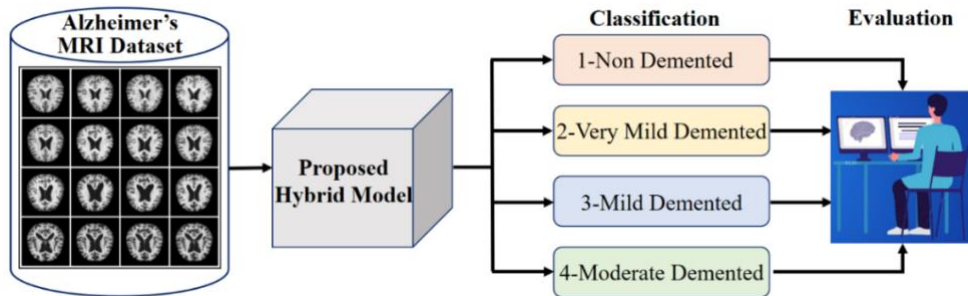 Alzheimer's
MRI Dataset
Proposed
Hybrid Model
Classification
1-Non Demented
2-Very Mild Demented
3-Mild Demented
4-Moderate Demented
Evaluation